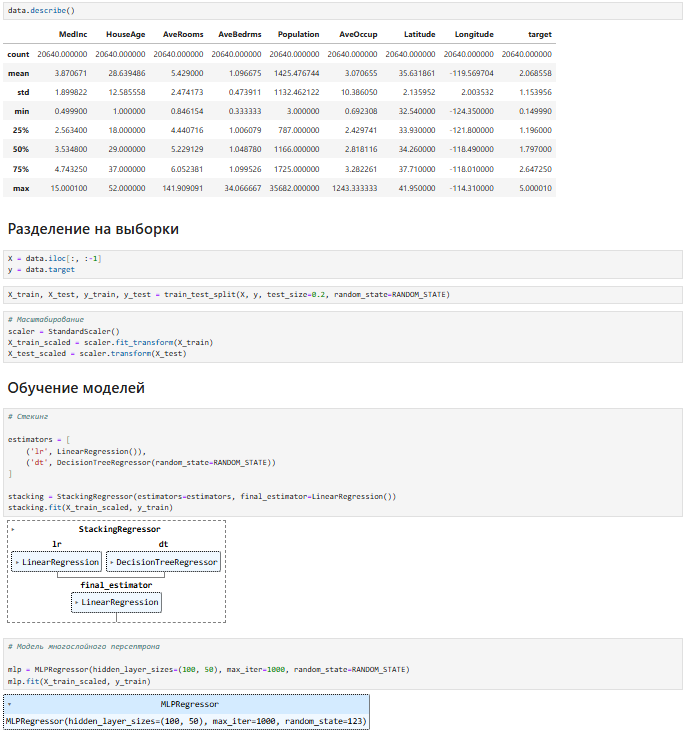 data.describe()
MedInc HouseAge AveRooms AveBedrms Population AveOccup Latitude Longitude target
count 20640.000000 20640.000000 20640.000000 20640.000000 20640.000000 20640.000000 20640.000000 20640.000000 20640.000000
mean 3.870671 28.639486 5.429000 1.096675 1425.476744 3.070655 35.631861 -119.569704 2.068558
std 1.899822 12.585558 2.474173 0.473911 1132.462122 10.386050 2.135952 2.003532 1.153956
min 0.499900 1.000000 0.846154 0.333333 3.000000 0.692308 32.540000 -124.350000 0.149990
25% 2.563400 18.000000 4.440716 1.006079 787.000000 2.429741 33.930000 -121.800000 1.196000
50% 3.534800 29.000000 5.229129 1.048780 1166.000000 2.818116 34.260000 -118.490000 1.797000
75% 4.743250 37.000000 6.052381 1.099526 1725.000000 3.282261 37.710000 -118.010000 2.647250
max 15.000100 52.000000 141.909091 34.066667 35682.000000 1243.333333 41.950000 -114.310000 5.000010
Разделение на выборки
X = data.iloc[:, :-1]
y = data.target
X_train, X_test, y_train, y_test = train_test_split(X, y, test_size=0.2, random_state=RANDOM_STATE)
# Масштабирование
scaler = StandardScaler()
X_train_scaled = scaler.fit_transform(X_train)
X_test_scaled = scaler.transform(X_test)
Обучение моделей
# Стекинг
estimators = [
('lr', LinearRegression()),
('dt', DecisionTreeRegressor(random_state=RANDOM_STATE))
]
stacking = StackingRegressor(estimators=estimators, final_estimator=LinearRegression())
stacking.fit(X_train_scaled, y_train)
StackingRegressor
lr dt
LinearRegression DecisionTreeRegressor
final_estimator
LinearRegression
# Модель многослойного персептрона
mlp = MLPRegressor(hidden_layer_sizes=(100, 50), max_iter=1000, random_state=RANDOM_STATE)
mlp.fit(X_train_scaled, y_train)
MLPRegressor
MLPRegressor(hidden_layer_sizes=(100, 50), max_iter=1000, random_state=123)